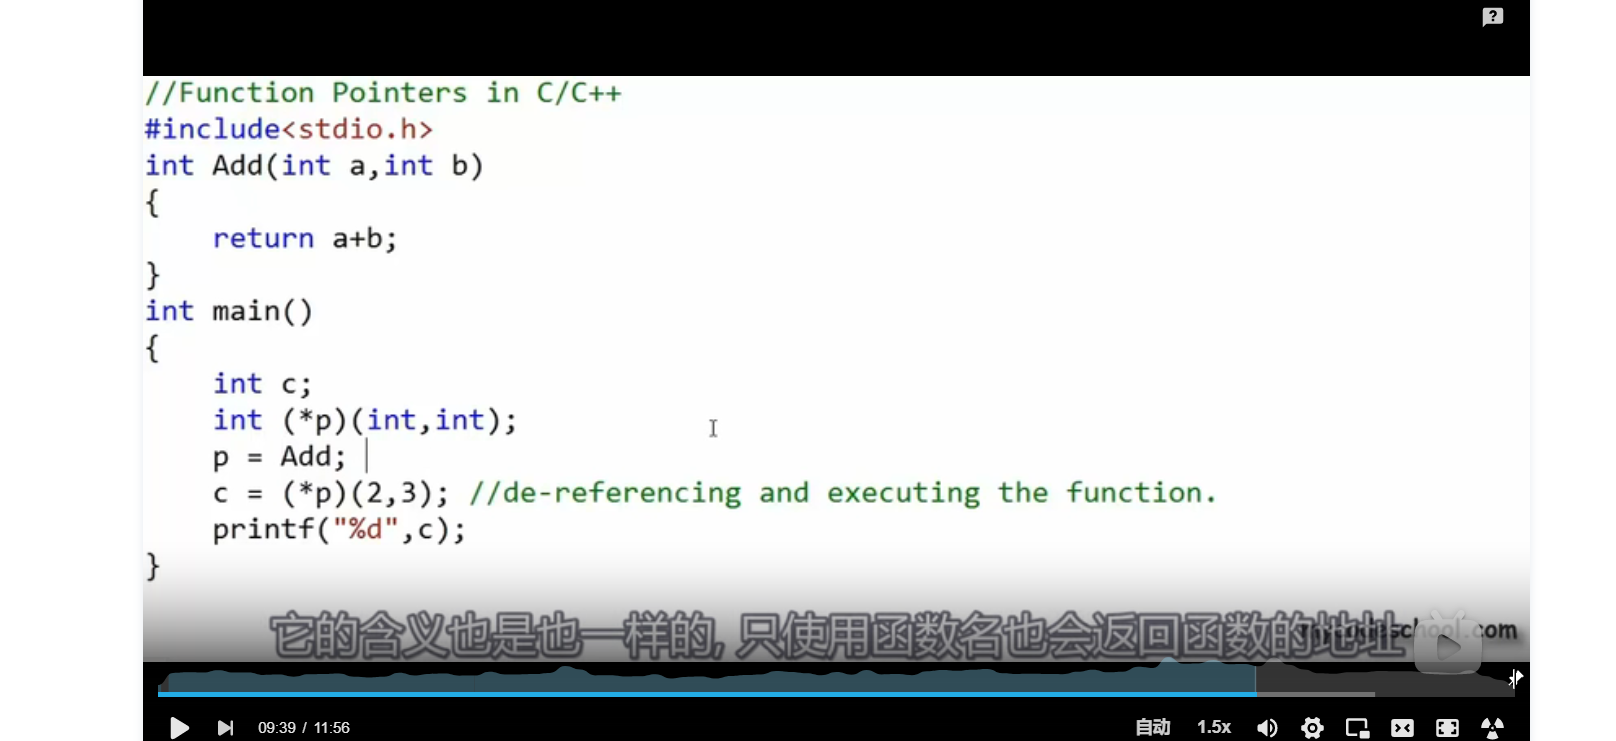 ?
//Function Pointers in C/C++
#include<stdio.h>
int Add(int a,int b)
{
    return a+b;
}
int main()
{
    int c;
    int (*p)(int,int);
    p = Add;
    c = (*p)(2,3); //de-referencing and executing the function.
    printf("%d",c);
}
它的含义也是也一样的, 只使用函数名也会返回函数的地址
mycodeschool.com
09:39 / 11:56 自动 1.5x